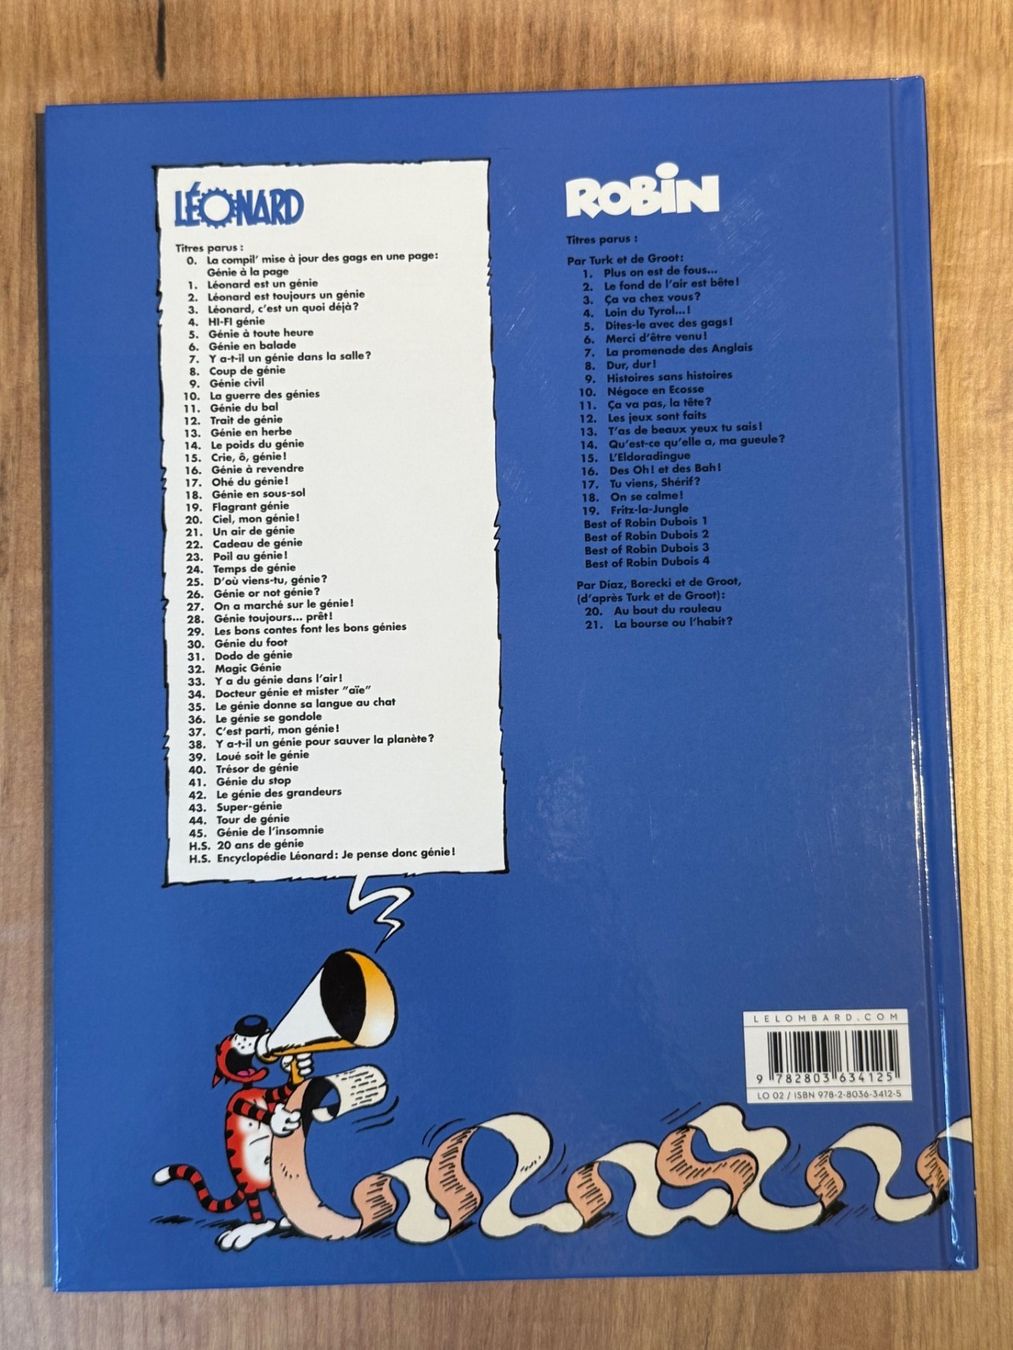 LÉONARD
Titres parus :
0. La compil' mise à jour des gags en une page:
Génie à la page
1. Léonard est un génie
2. Léonard est toujours un génie
3. Léonard, c'est un quoi déjà?
4. HI-FI génie
5. Génie à toute heure
6. Génie en balade
7. Y a-t-il un génie dans la salle?
8. Coup de génie
9. Génie civil
10. La guerre des génies
11. Génie du bal
12. Trait de génie
13. Génie en herbe
14. Le poids du génie
15. Crie, ô, génie!
16. Génie à revendre
17. Ohé du génie!
18. Génie en sous-sol
19. Flagrant génie
20. Ciel, mon génie!
21. Un air de génie
22. Cadeau de génie
23. Poil au génie!
24. Temps de génie
25. D'où viens-tu, génie?
26. Génie or not génie?
27. On a marché sur le génie!
28. Génie toujours... prêt!
29. Les bons contes font les bons génies
30. Génie du foot
31. Dodo de génie
32. Magic Génie
33. Y a du génie dans l'air!
34. Docteur génie et mister "aïe"
35. Le génie donne sa langue au chat
36. Le génie se gondole
37. C'est parti, mon génie!
38. Y a-t-il un génie pour sauver la planète?
39. Loué soit le génie
40. Trésor de génie
41. Génie du stop
42. Le génie des grandeurs
43. Super-génie
44. Tour de génie
45. Génie de l'insomnie
H.S. 20 ans de génie
H.S. Encyclopédie Léonard: Je pense donc génie!
ROBIN
Titres parus :
Par Turk et de Groot:
1. Plus on est de fous...
2. Le fond de l'air est bête!
3. Ça va chez vous?
4. Loin du Tyrol...!
5. Dites-le avec des gags!
6. Merci d'être venu!
7. La promenade des Anglais
8. Dur, dur!
9. Histoires sans histoires
10. Négoce en Ecosse
11. Ça va pas, la tête?
12. Les jeux sont faits
13. T'as de beaux yeux tu sais!
14. Qu'est-ce qu'elle a, ma gueule?
15. L'Eldoradingue
16. Des Oh! et des Bah!
17. Tu viens, Shérif?
18. On se calme!
19. Fritz-la-Jungle
Best of Robin Dubois 1
Best of Robin Dubois 2
Best of Robin Dubois 3
Best of Robin Dubois 4
Par Diaz, Borecki et de Groot,
(d'après Turk et de Groot):
20. Au bout du rouleau
21. La bourse ou l'habit?
LELOMBARD.COM
9 782803 634125
LO 02 / ISBN 978-2-8036-3412-5